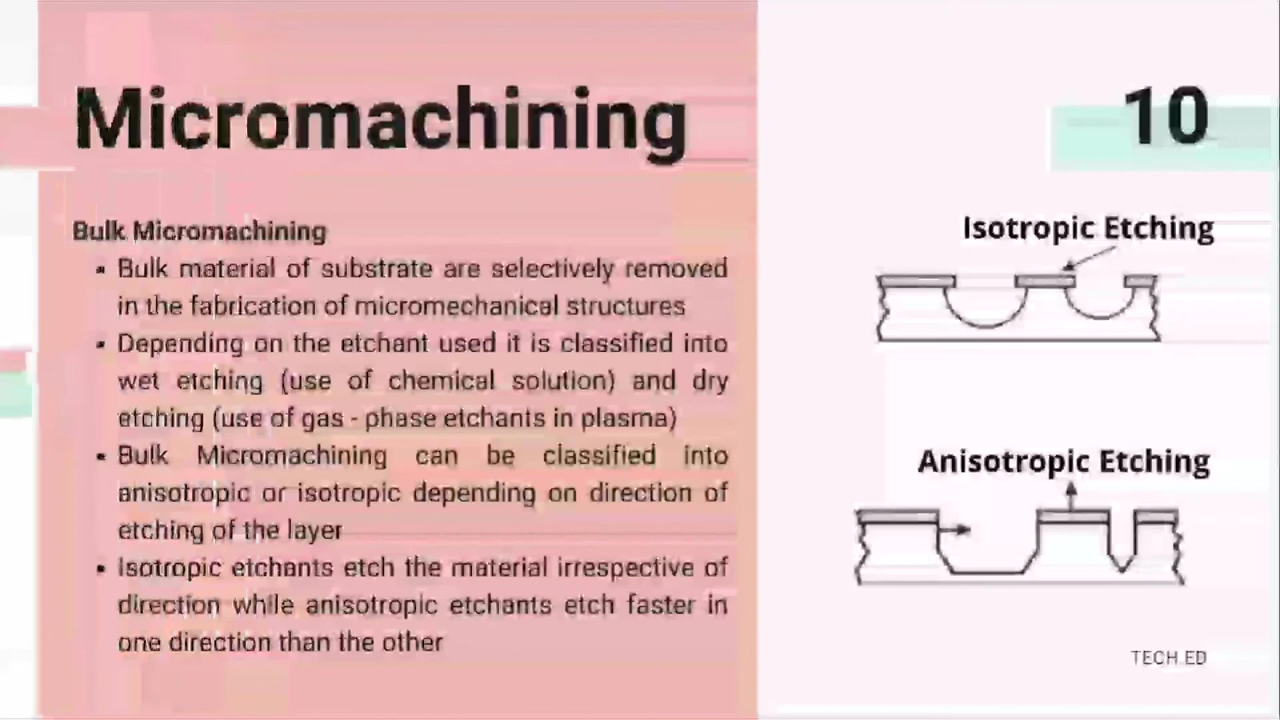 Micromachining
10
Bulk Micromachining
▪ Bulk material of substrate are selectively removed
in the fabrication of micromechanical structures
▪ Depending on the etchant used it is classified into
wet etching (use of chemical solution) and dry
etching (use of gas - phase etchants in plasma)
▪ Bulk Micromachining can be classified into
anisotropic or isotropic depending on direction of
etching of the layer
▪ Isotropic etchants etch the material irrespective of
direction while anisotropic etchants etch faster in
one direction than the other
Isotropic Etching
Anisotropic Etching
TECH.ED